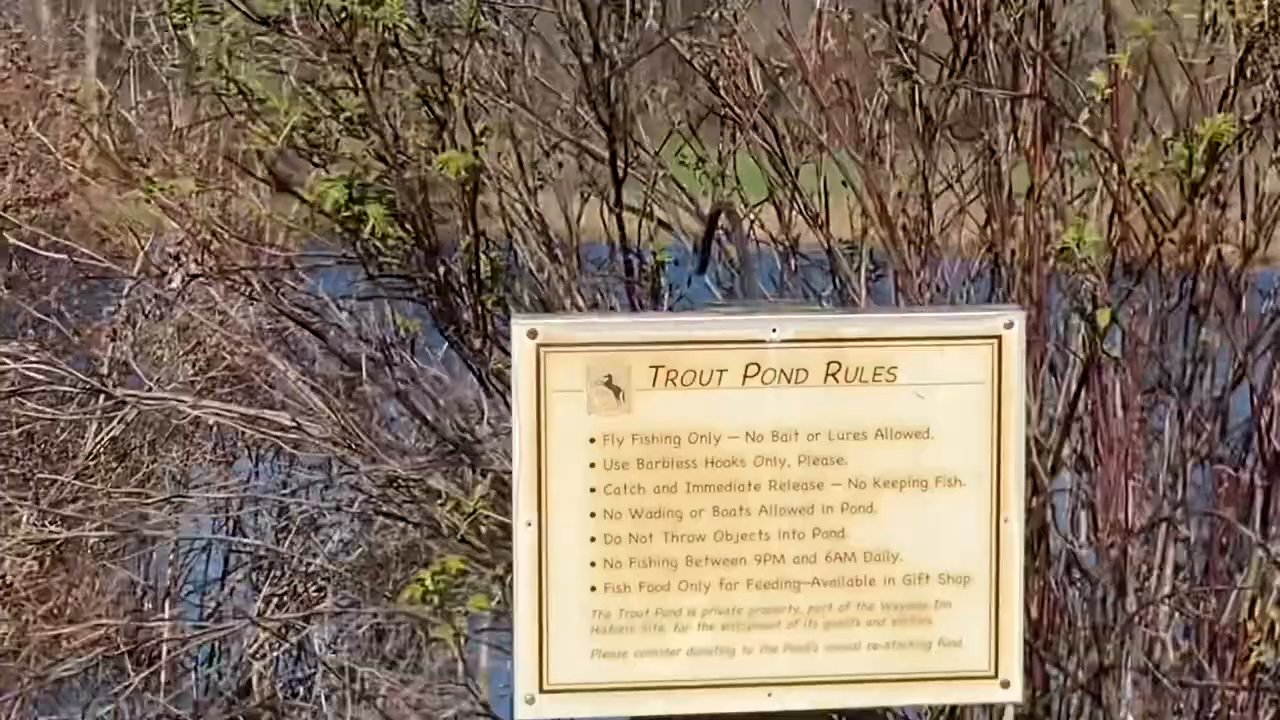 Trout Pond Rules
• Fly Fishing Only – No Bait or Lures Allowed.
• Use Barbless Hooks Only, Please.
• Catch and Immediate Release – No Keeping Fish.
• No Wading or Boats Allowed in Pond.
• Do Not Throw Objects into Pond.
• No Fishing Between 9PM and 6AM Daily.
• Fish Food Only for Feeding–Available in Gift Shop
The Trout Pond is private property, part of the Wayside Inn
Historic Site, for the enjoyment of its guests and visitors.
Please consider donating to the Pond's annual re-stocking fund.